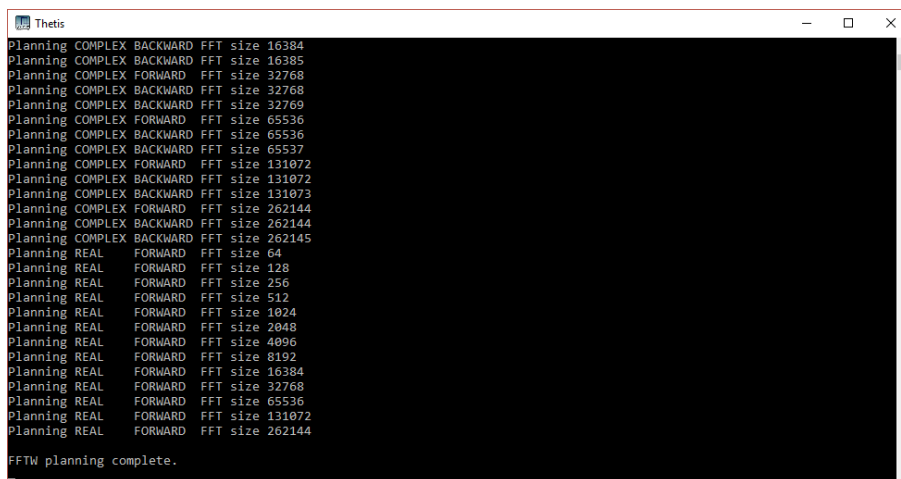 Thetis
Planning COMPLEX BACKWARD FFT size 16384
Planning COMPLEX BACKWARD FFT size 16385
Planning COMPLEX FORWARD  FFT size 32768
Planning COMPLEX BACKWARD FFT size 32768
Planning COMPLEX BACKWARD FFT size 32769
Planning COMPLEX FORWARD  FFT size 65536
Planning COMPLEX BACKWARD FFT size 65536
Planning COMPLEX BACKWARD FFT size 65537
Planning COMPLEX FORWARD  FFT size 131072
Planning COMPLEX BACKWARD FFT size 131072
Planning COMPLEX BACKWARD FFT size 131073
Planning COMPLEX FORWARD  FFT size 262144
Planning COMPLEX BACKWARD FFT size 262144
Planning COMPLEX BACKWARD FFT size 262145
Planning REAL    FORWARD  FFT size 64
Planning REAL    FORWARD  FFT size 128
Planning REAL    FORWARD  FFT size 256
Planning REAL    FORWARD  FFT size 512
Planning REAL    FORWARD  FFT size 1024
Planning REAL    FORWARD  FFT size 2048
Planning REAL    FORWARD  FFT size 4096
Planning REAL    FORWARD  FFT size 8192
Planning REAL    FORWARD  FFT size 16384
Planning REAL    FORWARD  FFT size 32768
Planning REAL    FORWARD  FFT size 65536
Planning REAL    FORWARD  FFT size 131072
Planning REAL    FORWARD  FFT size 262144
FFTW planning complete.